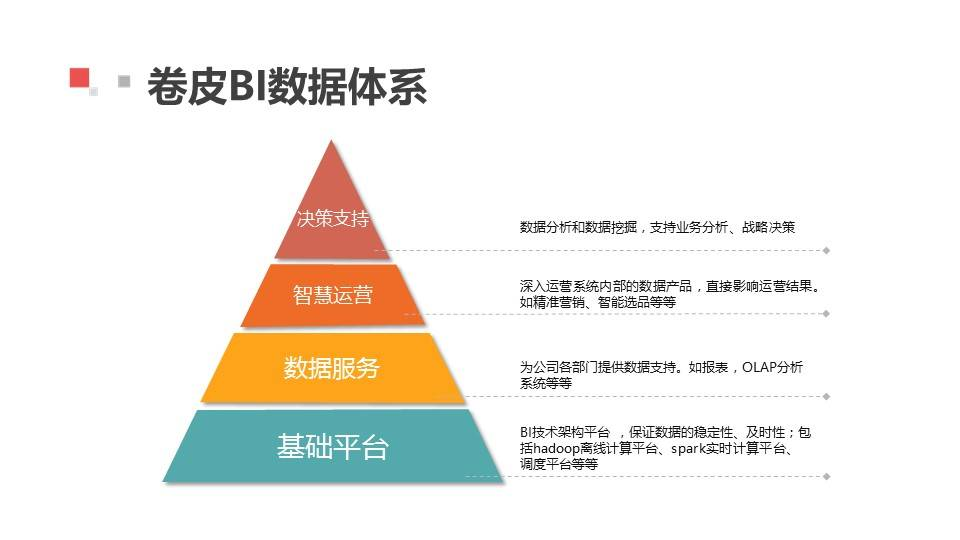 卷皮BI数据体系
决策支持
数据分析和数据挖掘，支持业务分析、战略决策
智慧运营
深入运营系统内部的数据产品，直接影响运营结果。
如精准营销、智能选品等等
数据服务
为公司各部门提供数据支持。如报表，OLAP分析
系统等等
基础平台
BI技术架构平台 ，保证数据的稳定性、及时性；包
括hadoop离线计算平台、spark实时计算平台、
调度平台等等